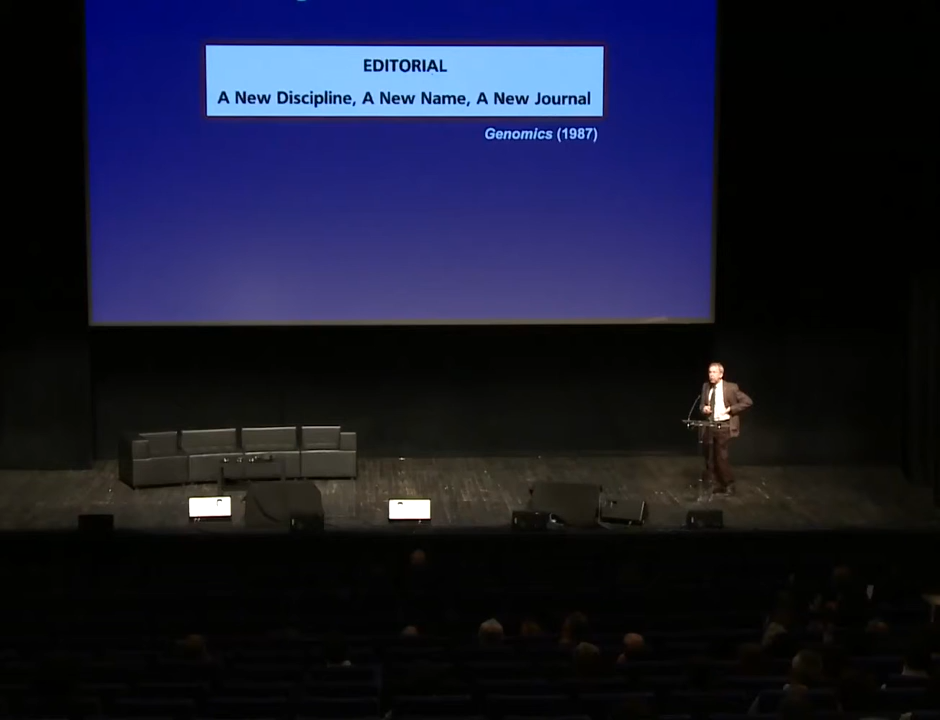 EDITORIAL
A New Discipline, A New Name, A New Journal
Genomics (1987)